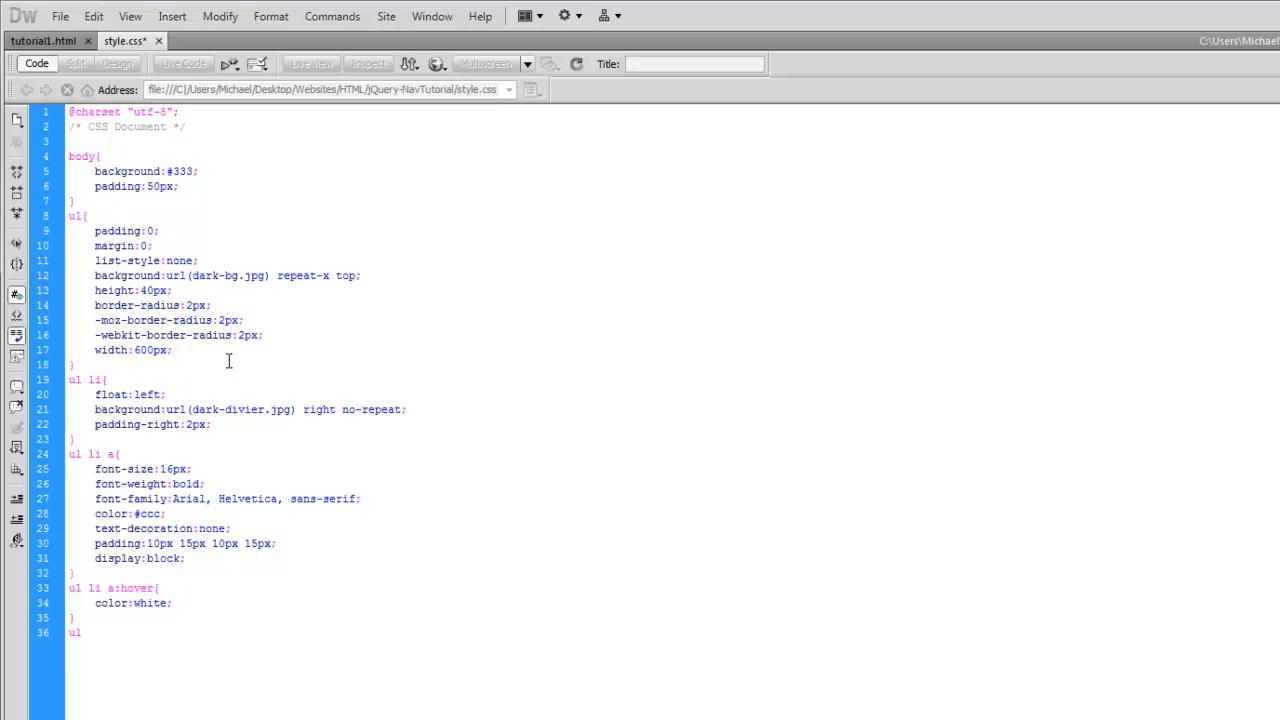 Dw File Edit View Insert Modify Format Commands Site Window Help
tutorial1.html style.css*
C:\Users\Michael\
Code Split Design Live Code Live View Inspect Multiscreen Title:
Address: file:///C|/Users/Michael/Desktop/Websites/HTML/jQuery-NavTutorial/style.css
1 @charset "utf-8";
2 /* CSS Document */
3
4 body{
5 background:#333;
6 padding:50px;
7 }
8 ul{
9 padding:0;
10 margin:0;
11 list-style:none;
12 background:url(dark-bg.jpg) repeat-x top;
13 height:40px;
14 border-radius:2px;
15 -moz-border-radius:2px;
16 -webkit-border-radius:2px;
17 width:600px;
18 }
19 ul li{
20 float:left;
21 background:url(dark-divier.jpg) right no-repeat;
22 padding-right:2px;
23 }
24 ul li a{
25 font-size:16px;
26 font-weight:bold;
27 font-family:Arial, Helvetica, sans-serif;
28 color:#ccc;
29 text-decoration:none;
30 padding:10px 15px 10px 15px;
31 display:block;
32 }
33 ul li a:hover{
34 color:white;
35 }
36 ul